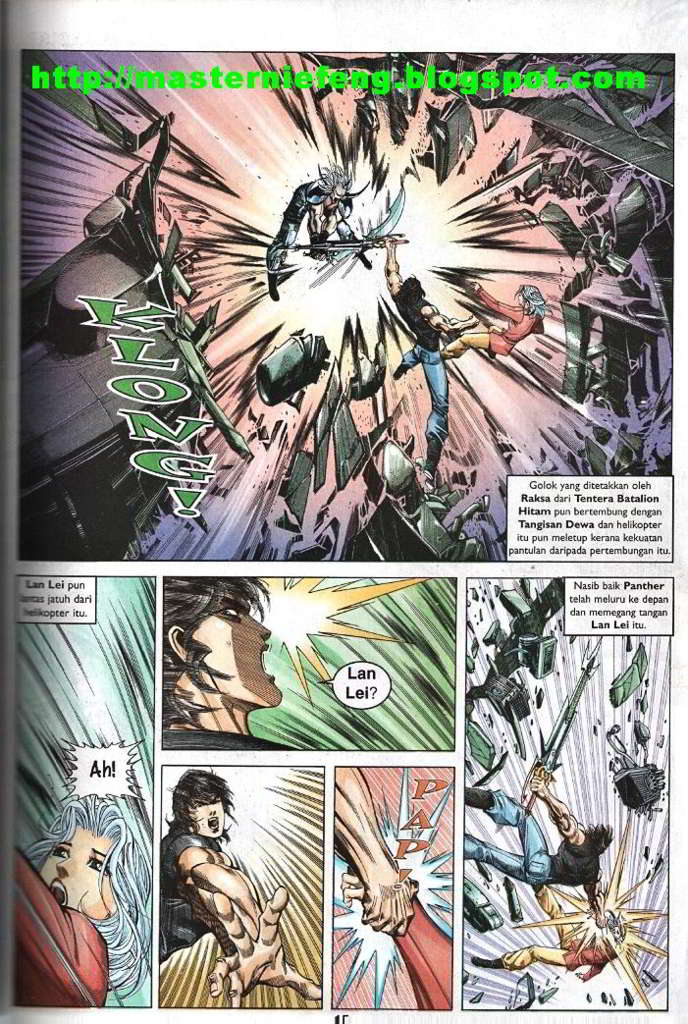 http://masterniefeng.blogspot.com
KLONG!
Golok yang ditetakkan oleh
Raksa dari Tentera Batalion
Hitam pun bertembung dengan
Tangisan Dewa dan helikopter
itu pun meletup kerana kekuatan
pantulan daripada pertembungan itu.
Lan Lei pun
lantas jatuh dari
helikopter itu.
Ah!
Lan
Lei?
PAP!
Nasib baik Panther
telah meluru ke depan
dan memegang tangan
Lan Lei itu.